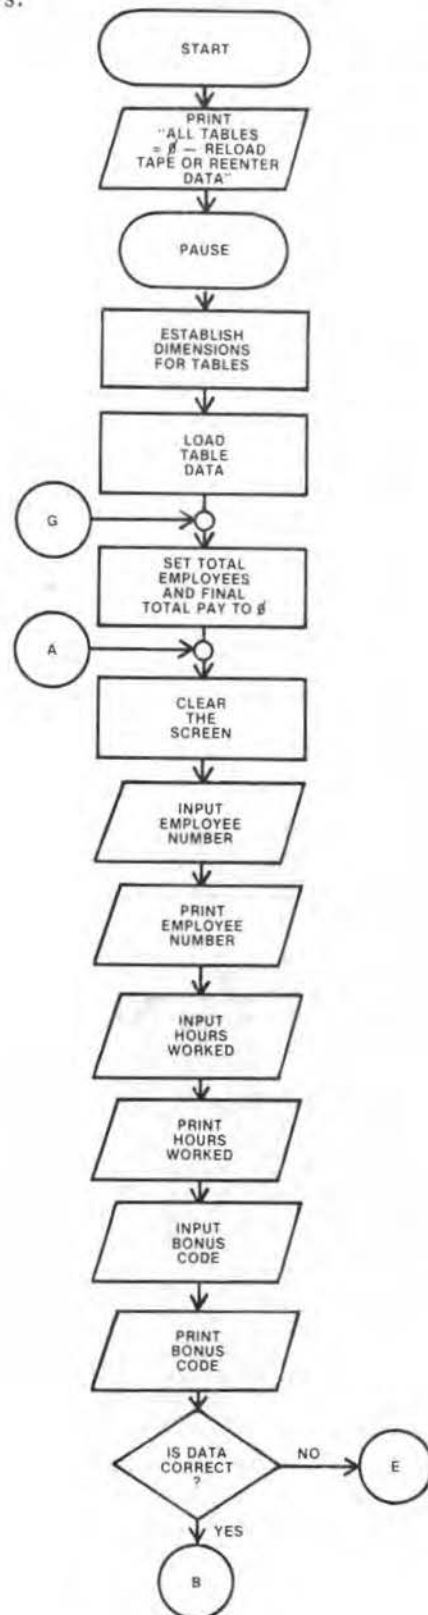 s.
START
PRINT
"ALL TABLES
= Ø — RELOAD
TAPE OR REENTER
DATA"
PAUSE
ESTABLISH
DIMENSIONS
FOR TABLES
LOAD
TABLE
DATA
G
SET TOTAL
EMPLOYEES
AND FINAL
TOTAL PAY TO Ø
A
CLEAR
THE
SCREEN
INPUT
EMPLOYEE
NUMBER
PRINT
EMPLOYEE
NUMBER
INPUT
HOURS
WORKED
PRINT
HOURS
WORKED
INPUT
BONUS
CODE
PRINT
BONUS
CODE
IS DATA
CORRECT
?
NO
E
YES
B